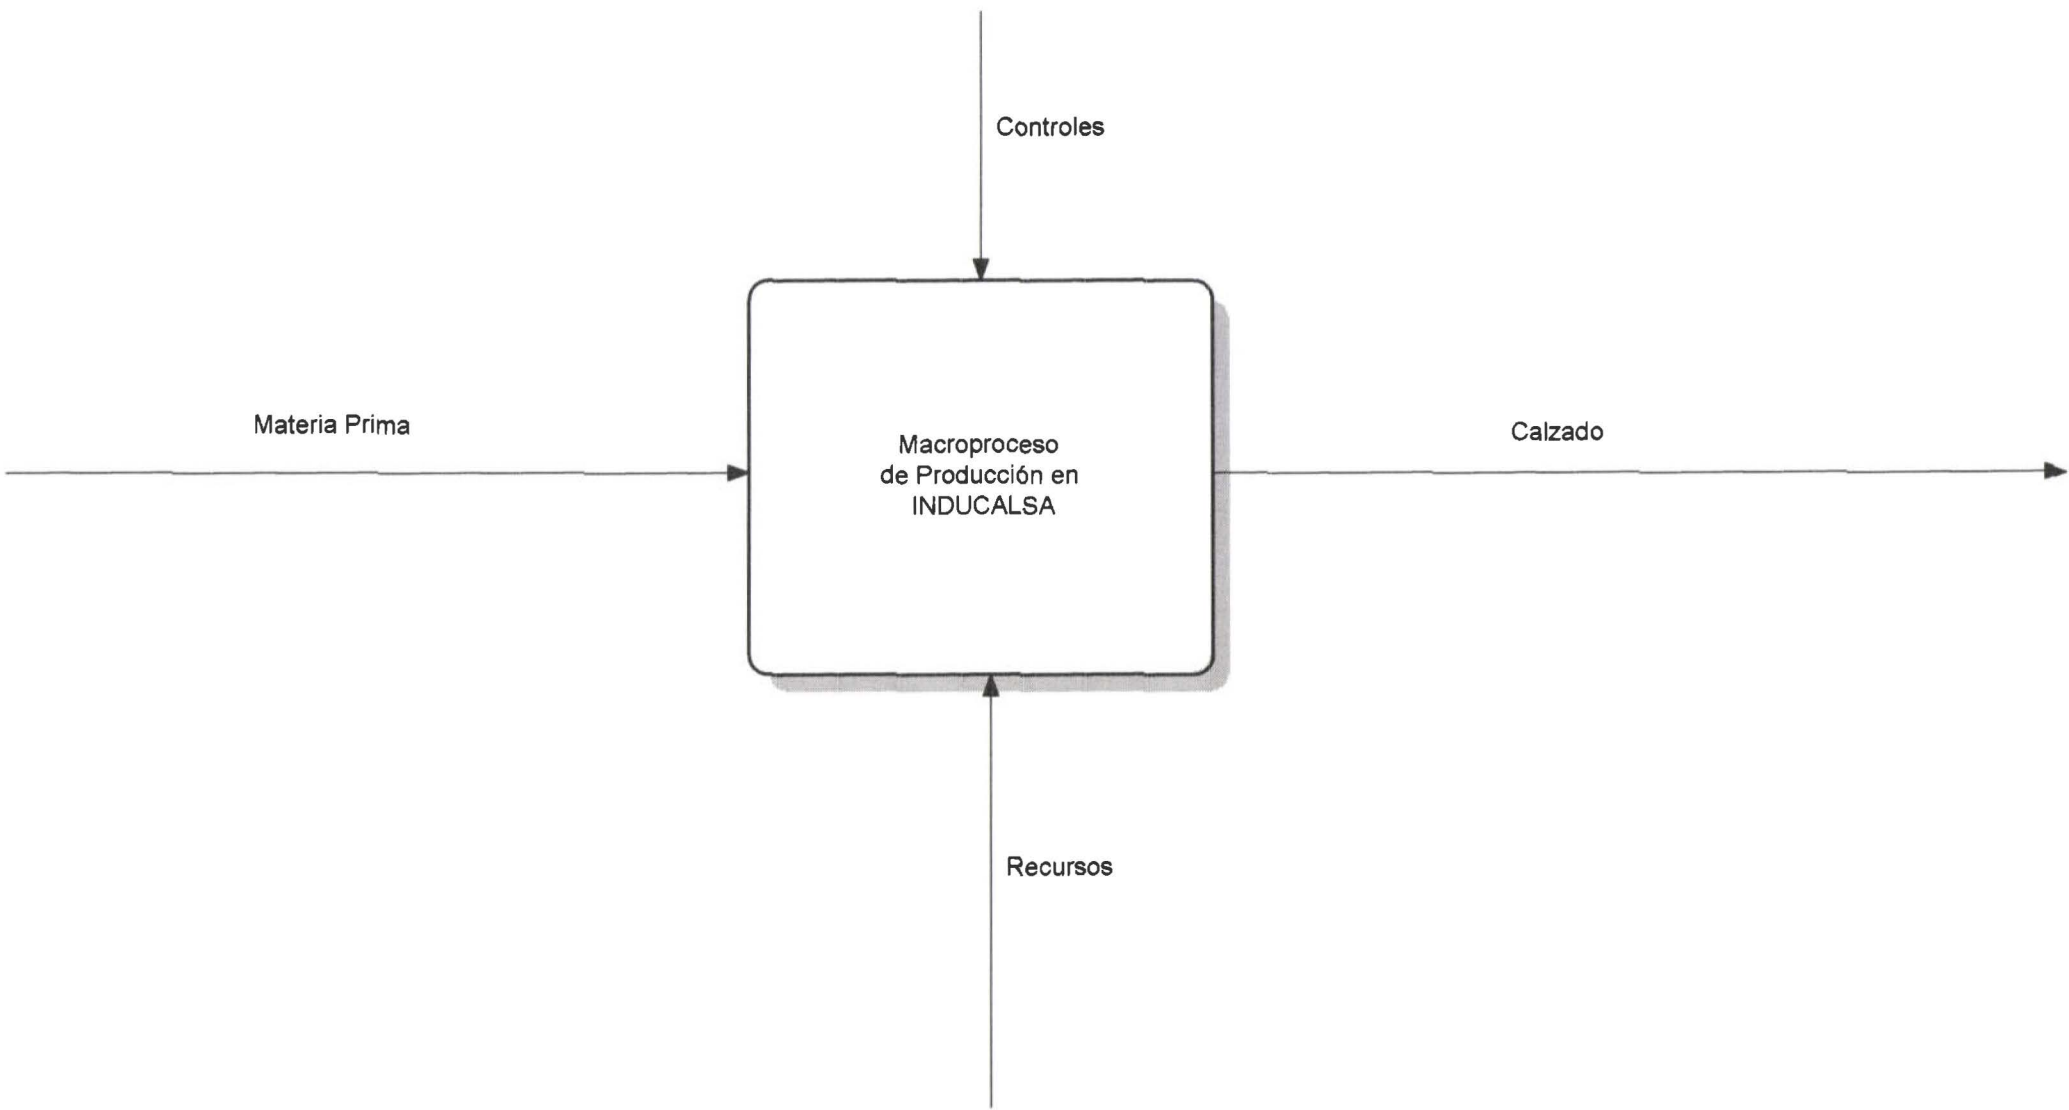 Controles
Materia Prima
Macroproceso
de Producción en
INDUCALSA
Calzado
Recursos